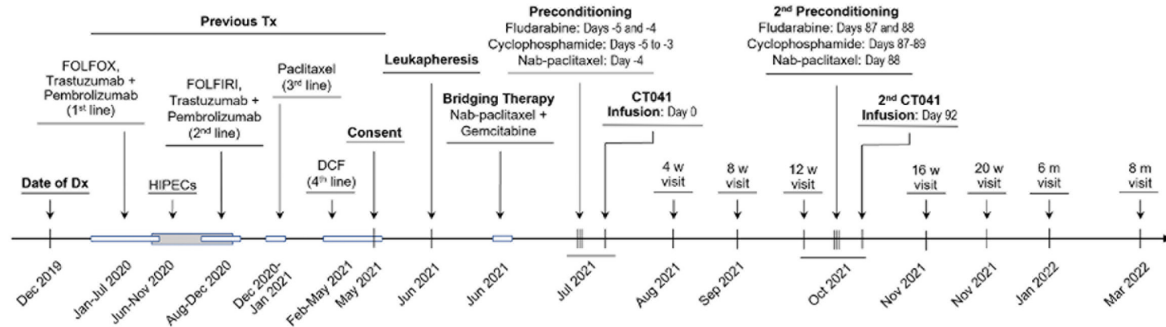 Previous Tx
FOLFOX,
Trastuzumab +
Pembrolizumab
(1st line)
FOLFIRI,
Trastuzumab +
Pembrolizumab
(2nd line)
Paclitaxel
(3rd line)
Leukapheresis
Preconditioning
Fludarabine: Days -5 and -4
Cyclophosphamide: Days -5 to -3
Nab-paclitaxel: Day -4
2nd Preconditioning
Fludarabine: Days 87 and 88
Cyclophosphamide: Days 87-89
Nab-paclitaxel: Day 88
Bridging Therapy
Nab-paclitaxel +
Gemcitabine
CT041
Infusion: Day 0
2nd CT041
Infusion: Day 92
Consent
DCF
(4th line)
Date of Dx
HIPECs
4 w
visit
8 w
visit
12 w
visit
16 w
visit
20 w
visit
6 m
visit
8 m
visit
Dec 2019
Jan-Jul 2020
Jun-Nov 2020
Aug-Dec 2020
Dec 2020-
Jan 2021
Feb-May 2021
May 2021
Jun 2021
Jun 2021
Jul 2021
Aug 2021
Sep 2021
Oct 2021
Nov 2021
Nov 2021
Jan 2022
Mar 2022